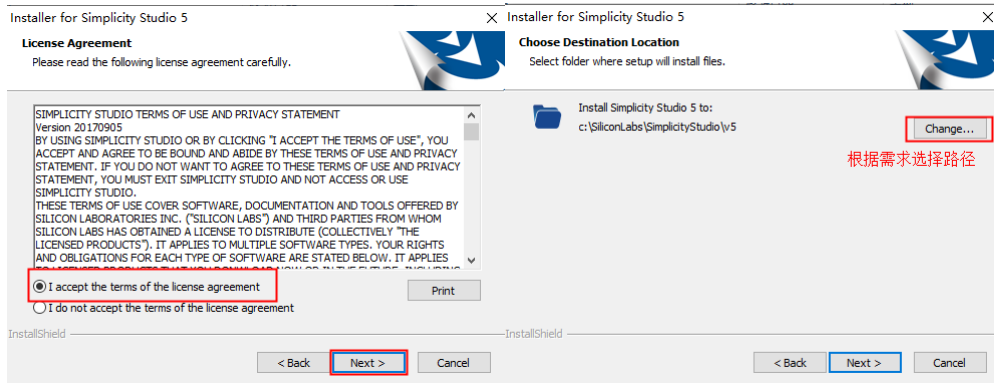 Installer for Simplicity Studio 5
License Agreement
Please read the following license agreement carefully.
SIMPLICITY STUDIO TERMS OF USE AND PRIVACY STATEMENT
Version 20170905
BY USING SIMPLICITY STUDIO OR BY CLICKING "I ACCEPT THE TERMS OF USE", YOU
ACCEPT AND AGREE TO BE BOUND AND ABIDE BY THESE TERMS OF USE AND PRIVACY
STATEMENT. IF YOU DO NOT WANT TO AGREE TO THESE TERMS OF USE AND PRIVACY
STATEMENT, YOU MUST EXIT SIMPLICITY STUDIO AND NOT ACCESS OR USE
SIMPLICITY STUDIO.
THESE TERMS OF USE COVER SOFTWARE, DOCUMENTATION AND TOOLS OFFERED BY
SILICON LABORATORIES INC. ("SILICON LABS") AND THIRD PARTIES FROM WHOM
SILICON LABS HAS OBTAINED A LICENSE TO DISTRIBUTE (COLLECTIVELY "THE
LICENSED PRODUCTS"). IT APPLIES TO MULTIPLE SOFTWARE TYPES. YOUR RIGHTS
AND OBLIGATIONS FOR EACH TYPE OF SOFTWARE ARE STATED BELOW. IT APPLIES
I accept the terms of the license agreement
Print
I do not accept the terms of the license agreement
InstallShield
< Back
Next >
Cancel
Installer for Simplicity Studio 5
Choose Destination Location
Select folder where setup will install files.
Install Simplicity Studio 5 to:
c:\SiliconLabs\SimplicityStudio\v5
Change...
根据需求选择路径
InstallShield
< Back
Next >
Cancel